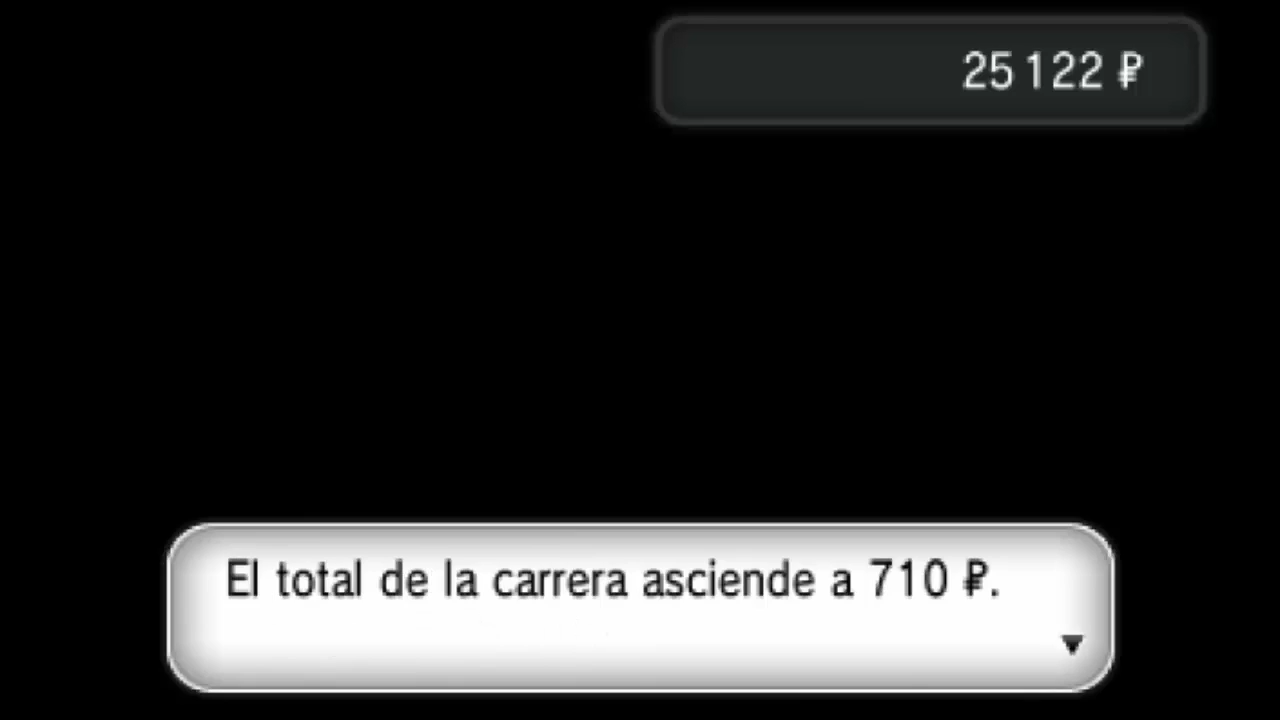 25 122 ₽
El total de la carrera asciende a 710 ₽.